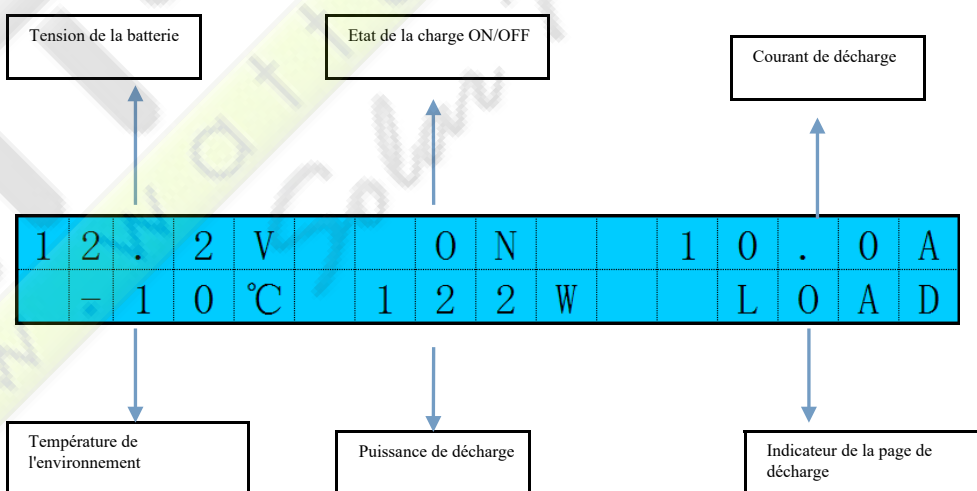 Tension de la batterie
Etat de la charge ON/OFF
Courant de décharge
12.2V ON 10.0A
-10℃ 122W LOAD
Température de
l'environnement
Puissance de décharge
Indicateur de la page de
décharge